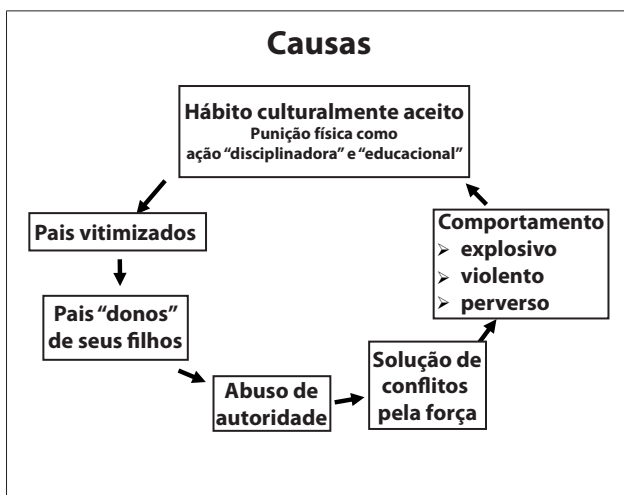 Causas
Hábito culturalmente aceito
Punição física como
ação “disciplinadora” e “educacional”
Pais vitimizados
Pais “donos”
de seus filhos
Abuso de
autoridade
Solução de
conflitos
pela força
Comportamento
➢ explosivo
➢ violento
➢ perverso